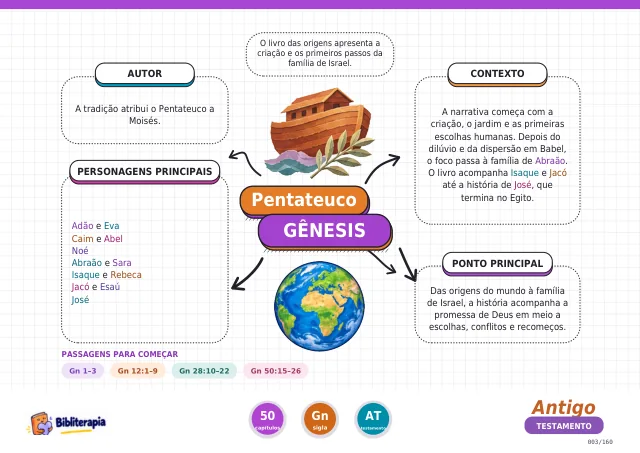 O livro das origens apresenta a
criação e os primeiros passos da
família de Israel.
AUTOR
A tradição atribui o Pentateuco a
Moisés.
PERSONAGENS PRINCIPAIS
Adão e Eva
Caim e Abel
Noé
Abraão e Sara
Isaque e Rebeca
Jacó e Esaú
José
Pentateuco
GÊNESIS
CONTEXTO
A narrativa começa com a
criação, o jardim e as primeiras
escolhas humanas. Depois do
dilúvio e da dispersão em Babel,
o foco passa à família de Abraão.
O livro acompanha Isaque e Jacó
até a história de José, que
termina no Egito.
PONTO PRINCIPAL
Das origens do mundo à família
de Israel, a história acompanha a
promessa de Deus em meio a
escolhas, conflitos e recomeços.
PASSAGENS PARA COMEÇAR
Gn 1–3
Gn 12:1–9
Gn 28:10–22
Gn 50:15–26
Bibliterapia
50
capítulos
Gn
sigla
AT
testamento
Antigo
TESTAMENTO
003/160